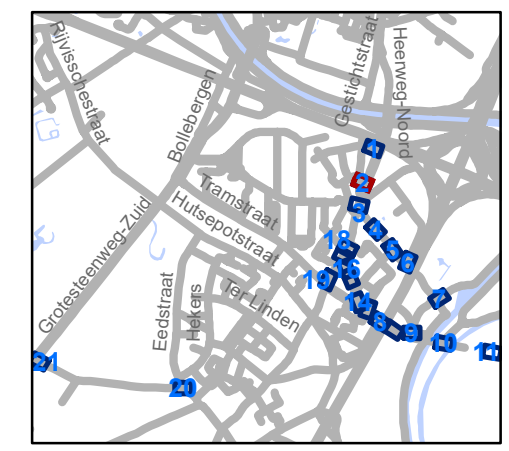 Rijvisschestraat
Bollebergen
Gestichtstraat
Heerweg-Noord
1
2
3
4
5
6
18
16
19
Tramstraat
Hutsepotstraat
Grotesteenweg-Zuid
Eedstraat
Hekers
Ter Linden
14
8
9
7
10
11
21
20